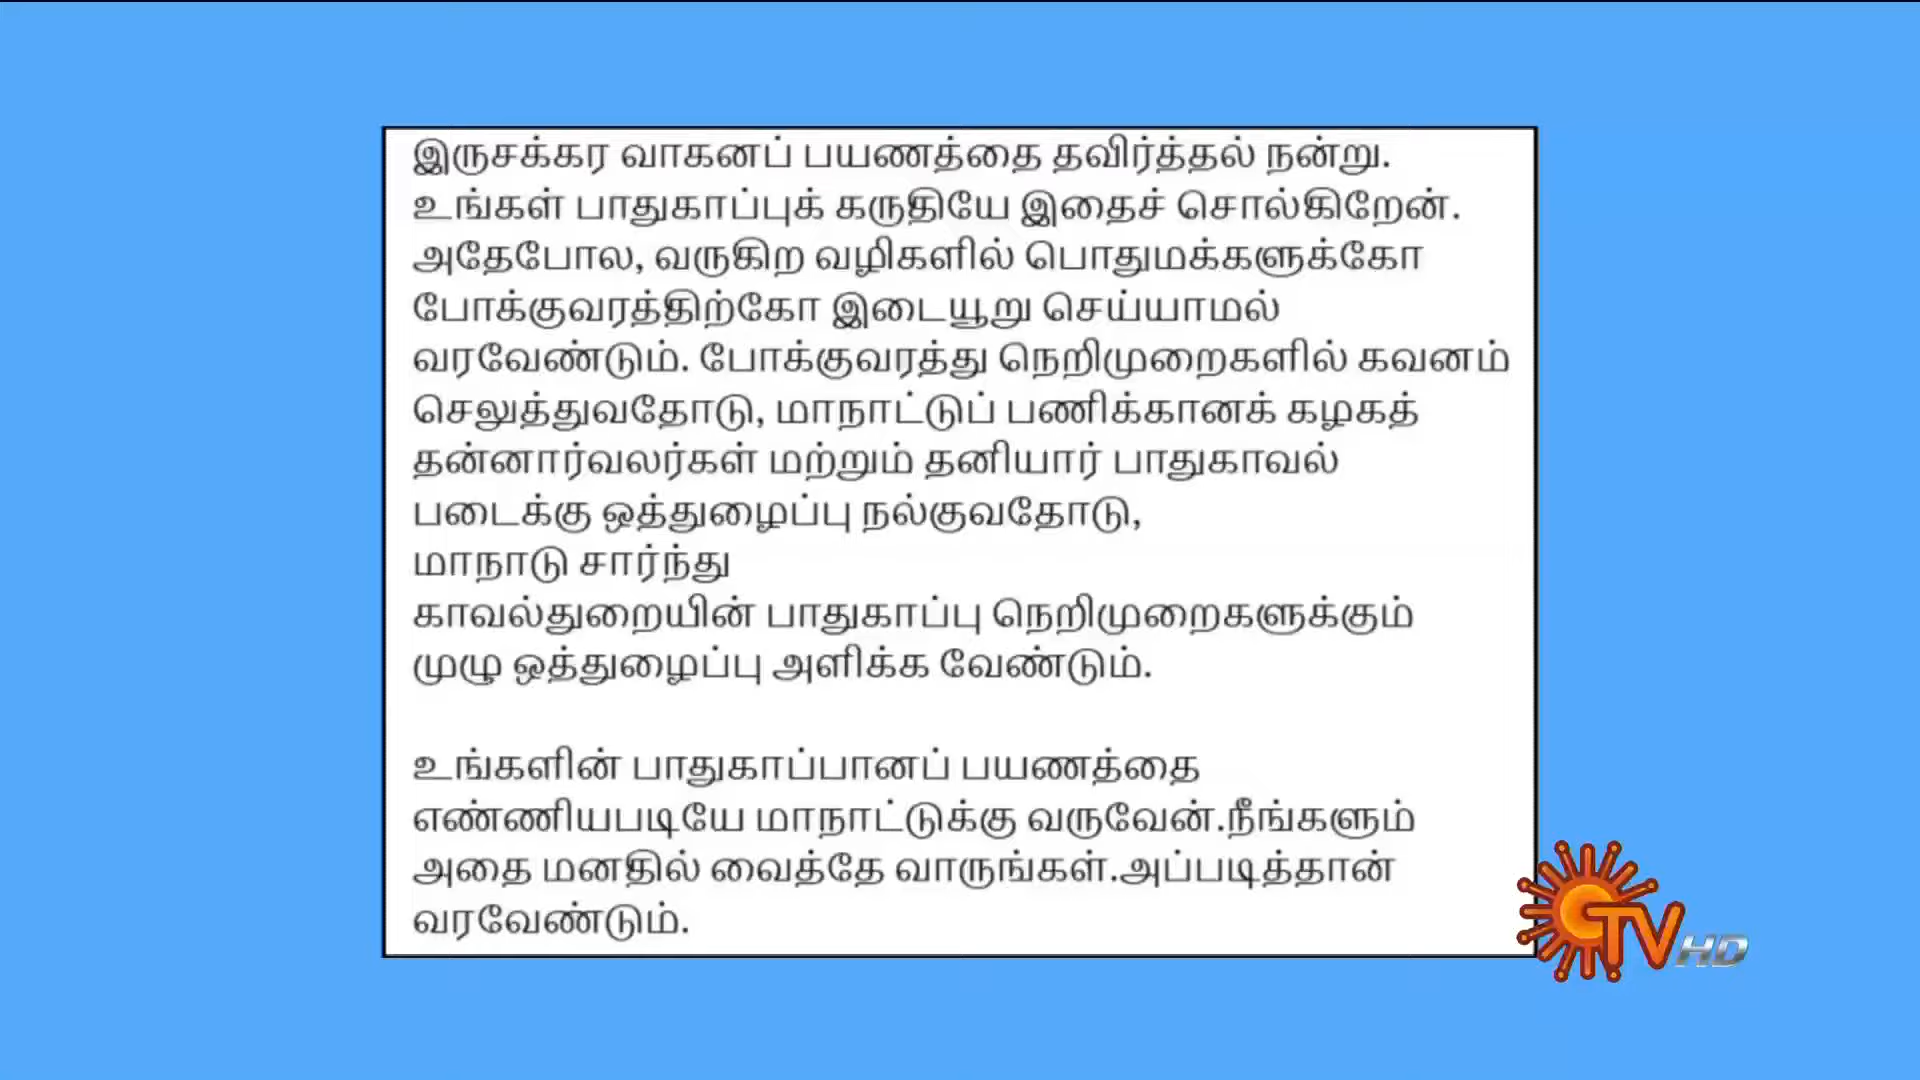 இருசக்கர வாகனப் பயணத்தை தவிர்த்தல் நன்று.
உங்கள் பாதுகாப்புக் கருதியே இதைச் சொல்கிறேன்.
அதேபோல, வருகிற வழிகளில் பொதுமக்களுக்கோ
போக்குவரத்திற்கோ இடையூறு செய்யாமல்
வரவேண்டும். போக்குவரத்து நெறிமுறைகளில் கவனம்
செலுத்துவதோடு, மாநாட்டுப் பணிக்கானக் கழகத்
தன்னார்வலர்கள் மற்றும் தனியார் பாதுகாவல்
படைக்கு ஒத்துழைப்பு நல்குவதோடு,
மாநாடு சார்ந்து
காவல்துறையின் பாதுகாப்பு நெறிமுறைகளுக்கும்
முழு ஒத்துழைப்பு அளிக்க வேண்டும்.
உங்களின் பாதுகாப்பானப் பயணத்தை
எண்ணியபடியே மாநாட்டுக்கு வருவேன்.நீங்களும்
அதை மனதில் வைத்தே வாருங்கள்.அப்படித்தான்
வரவேண்டும்.
TV HD